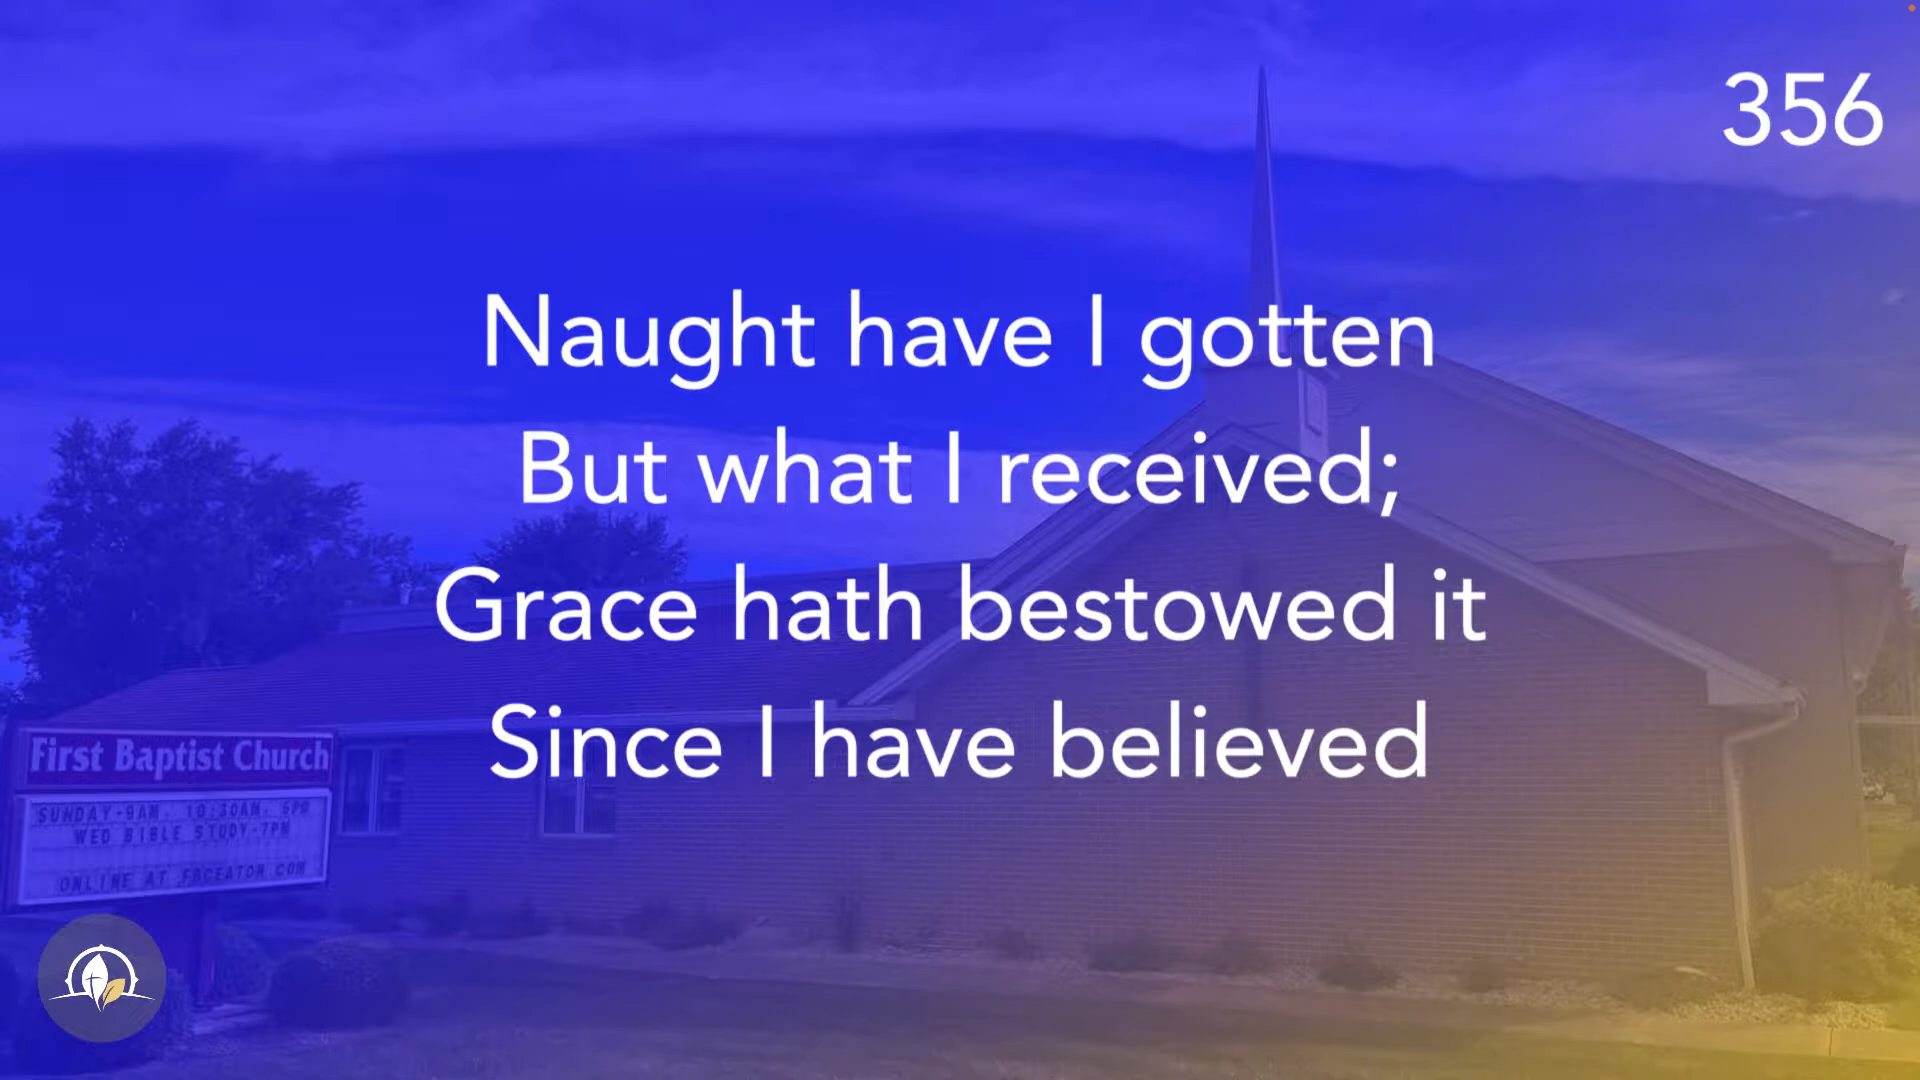 356
Naught have I gotten
But what I received;
Grace hath bestowed it
Since I have believed
First Baptist Church
SUNDAY-9AM, 10:30AM, 6PM
WED BIBLE STUDY-7PM
ONLINE AT FBCEATON.COM